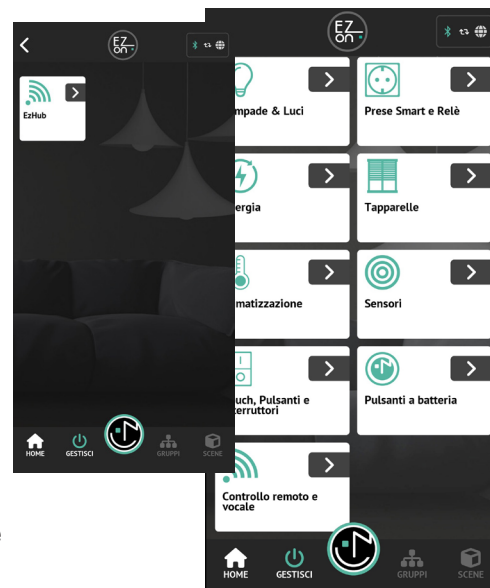 EZ
on
EzHub
HOME
GESTISCI
GRUPPI
SCENE
EZ
on
mpade & Luci
Prese Smart e Relè
ergia
Tapparelle
matizzazione
Sensori
uch, Pulsanti e
terruttori
Pulsanti a batteria
Controllo remoto e
vocale
HOME
GESTISCI
GRUPPI
SCENE
e